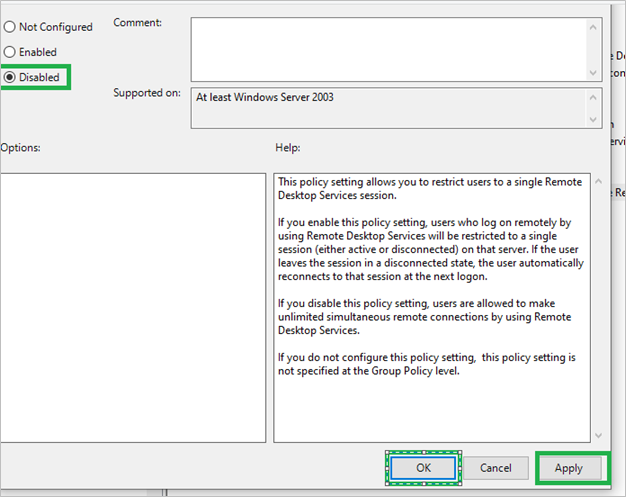 Not Configured
Comment:
Enabled
Disabled
Supported on:
At least Windows Server 2003
Options:
Help:
This policy setting allows you to restrict users to a single Remote
Desktop Services session.
If you enable this policy setting, users who log on remotely by
using Remote Desktop Services will be restricted to a single
session (either active or disconnected) on that server. If the user
leaves the session in a disconnected state, the user automatically
reconnects to that session at the next logon.
If you disable this policy setting, users are allowed to make
unlimited simultaneous remote connections by using Remote
Desktop Services.
If you do not configure this policy setting,  this policy setting is
not specified at the Group Policy level.
OK
Cancel
Apply